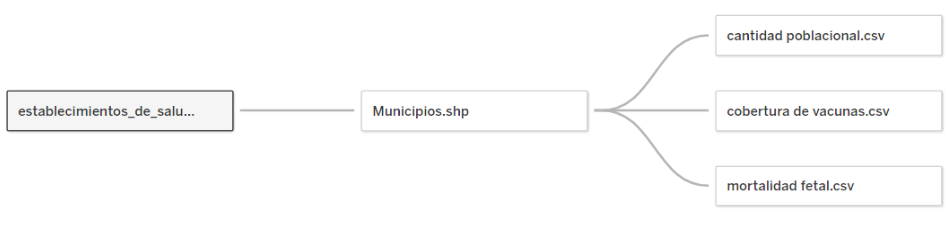 cantidad poblacional.csv
establecimientos_de_salu...
Municipios.shp
cobertura de vacunas.csv
mortalidad fetal.csv